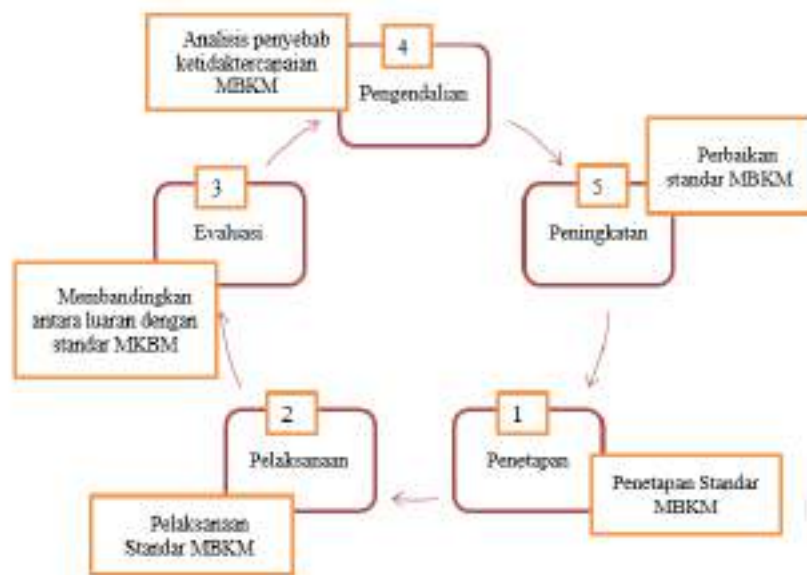 Analisis penyebab
ketidaktercapaian
MBKM
4
Pengendalian
Perbaikan
standar MBKM
5
Peningkatan
3
Evaluasi
Membandingkan
antara luaran dengan
standar MKBM
2
Pelaksanaan
Pelaksanaan
Standar MBKM
1
Penetapan
Penetapan Standar
MBKM